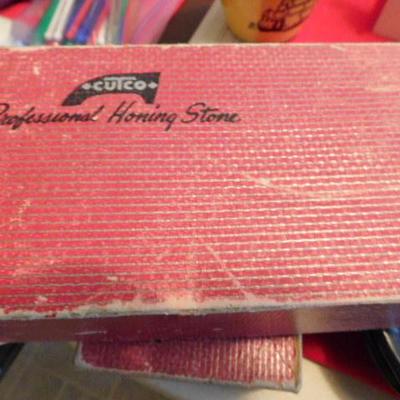 CUTCO
Professional Honing Stone